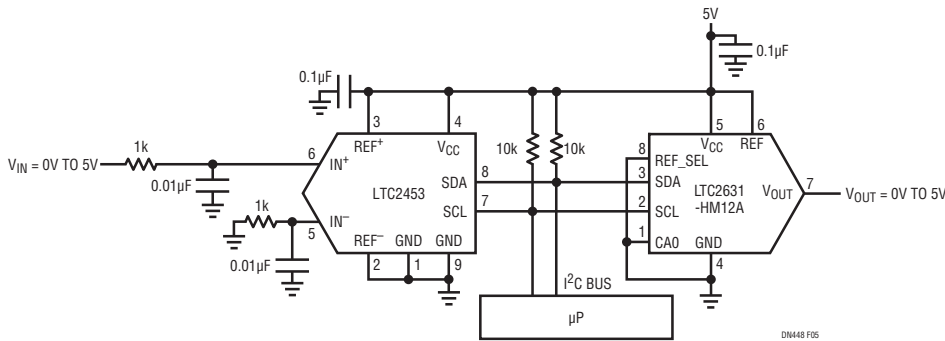 5V
0.1µF
0.1µF
3
4
5
6
REF+
VCC
10k
10k
VCC
REF
1k
VIN = 0V TO 5V
6
IN+
8
REF_SEL
0.01µF
LTC2453
SDA
8
3
SDA
LTC2631
-HM12A
VOUT
7
VOUT = 0V TO 5V
1k
SCL
7
2
SCL
IN–
5
REF–
GND
GND
1
CA0
GND
0.01µF
2
1
9
4
I2C BUS
µP
DN448 F05